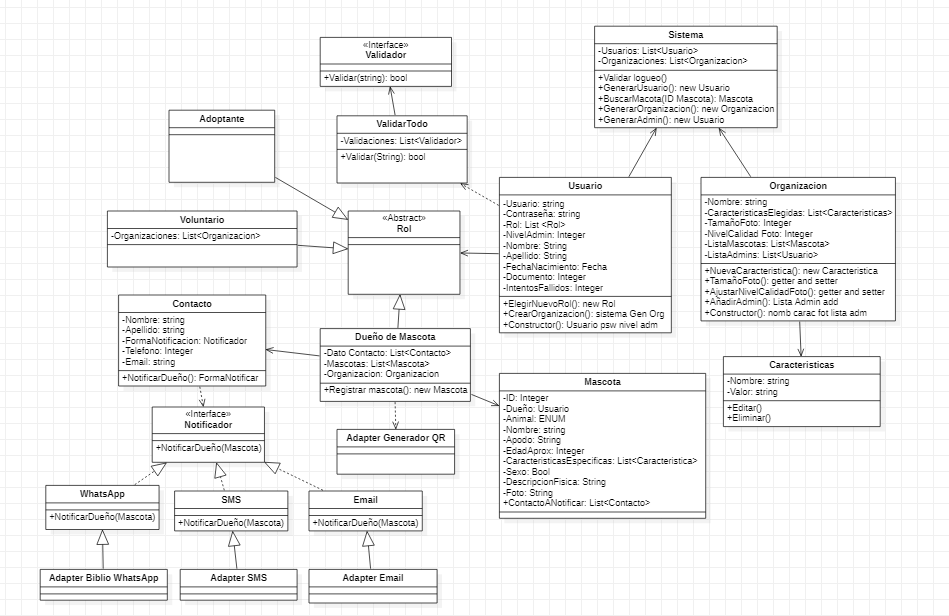 Sistema
-Usuarios: List<Usuario>
-Organizaciones: List<Organizacion>
+Validar logueo()
+GenerarUsuario(): new Usuario
+BuscarMacota(ID Mascota): Mascota
+GenerarOrganizacion(): new Organizacion
+GenerarAdmin(): new Usuario
«Interface»
Validador
+Validar(string): bool
Adoptante
ValidarTodo
-Validaciones: List<Validador>
+Validar(String): bool
Voluntario
-Organizaciones: List<Organizacion>
«Abstract»
Rol
Usuario
-Usuario: string
-Contraseña: string
-Rol: List <Rol>
-NivelAdmin: Integer
-Nombre: String
-Apellido: String
-FechaNacimiento: Fecha
-Documento: Integer
-IntentosFallidos: Integer
+ElegirNuevoRol(): new Rol
+CrearOrganizacion(): sistema Gen Org
+Constructor(): Usuario psw nivel adm
Organizacion
-Nombre: string
-CaracteristicasElegidas: List<Caracteristicas>
-TamañoFoto: Integer
-NivelCalidad Foto: Integer
-ListaMascotas: List<Mascota>
-ListaAdmins: List<Usuario>
+NuevaCaracteristica(): new Caracteristica
+TamañoFoto(): getter and setter
+AjustarNivelCalidadFoto(): getter and setter
+AñadirAdmin(): Lista Admin add
+Constructor(): nomb carac fot lista adm
Contacto
-Nombre: string
-Apellido: string
-FormaNotificacion: Notificador
-Telefono: Integer
-Email: string
+NotificarDueño(): FormaNotificar
Dueño de Mascota
-Dato Contacto: List<Contacto>
-Mascotas: List<Mascota>
-Organizacion: Organizacion
+Registrar mascota(): new Mascota
Caracteristicas
-Nombre: string
-Valor: string
+Editar()
+Eliminar()
Mascota
-ID: Integer
-Dueño: Usuario
-Animal: ENUM
-Nombre: string
-Apodo: String
-EdadAprox: Integer
-CaracteristicasEspecificas: List<Caracteristica>
-Sexo: Bool
-DescripcionFisica: String
-Foto: String
+ContactoANotificar: List<Contacto>
«Interface»
Notificador
+NotificarDueño(Mascota)
Adapter Generador QR
WhatsApp
+NotificarDueño(Mascota)
SMS
+NotificarDueño(Mascota)
Email
+NotificarDueño(Mascota)
Adapter Biblio WhatsApp
Adapter SMS
Adapter Email